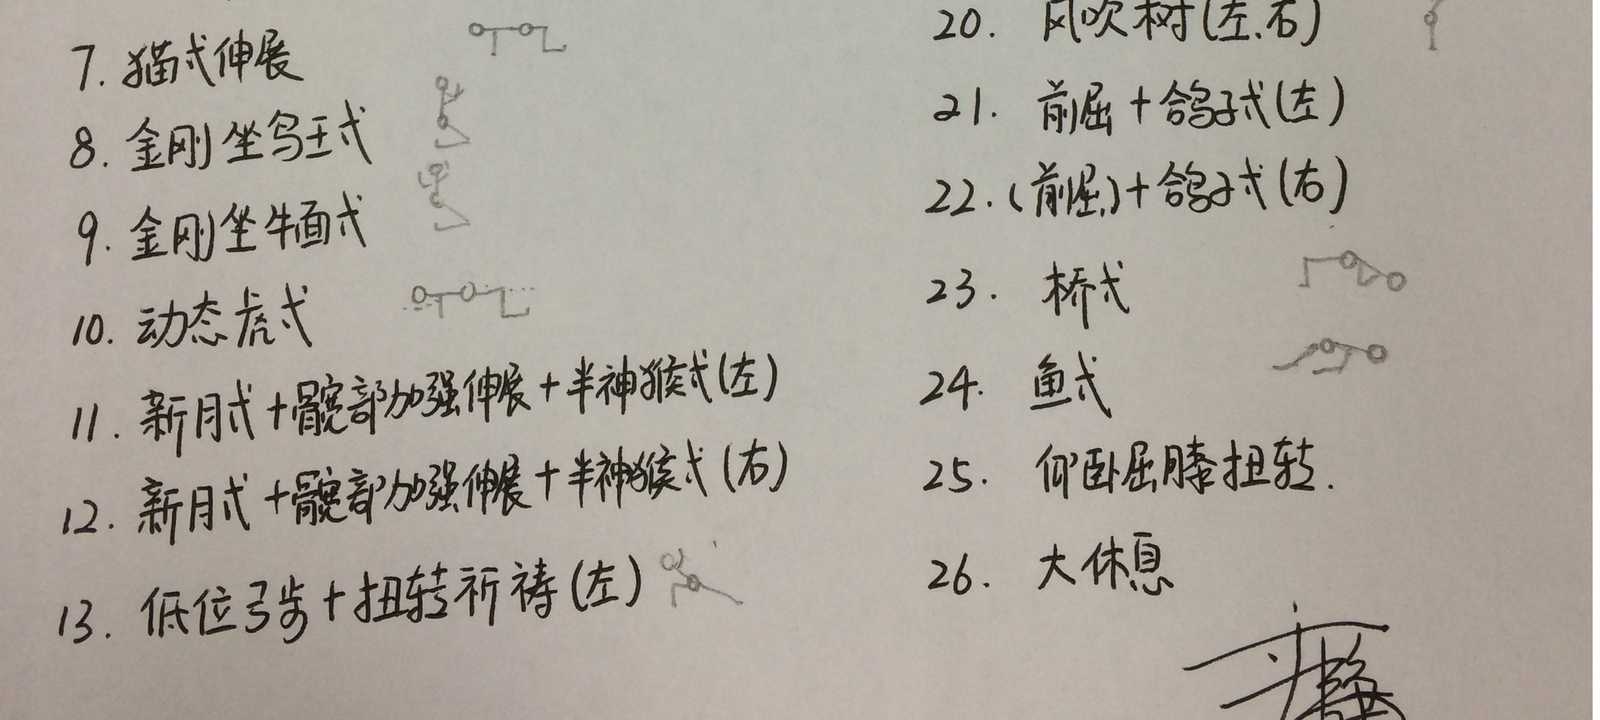 7. 猫式伸展
8. 金刚坐鸟王式
9. 金刚坐牛面式
10. 动态虎式
11. 新月式+髋部加强伸展+半神猴式(左)
12. 新月式+髋部加强伸展+半神猴式(右)
13. 低位弓步+扭转祈祷(左)
20. 风吹树(左.右)
21. 前屈+鸽子式(左)
22. (前屈)+鸽子式(右)
23. 桥式
24. 鱼式
25. 仰卧屈膝扭转.
26. 大休息